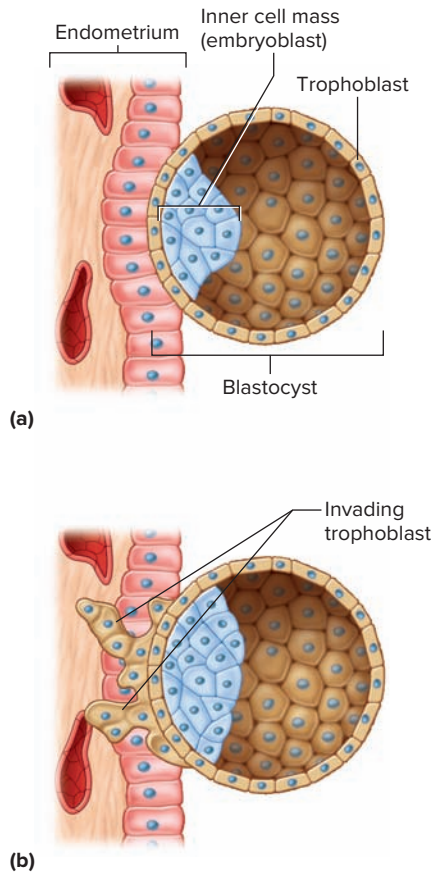 Inner cell mass
(embryoblast)
Endometrium
Trophoblast
Blastocyst
(a)
Invading
trophoblast
(b)